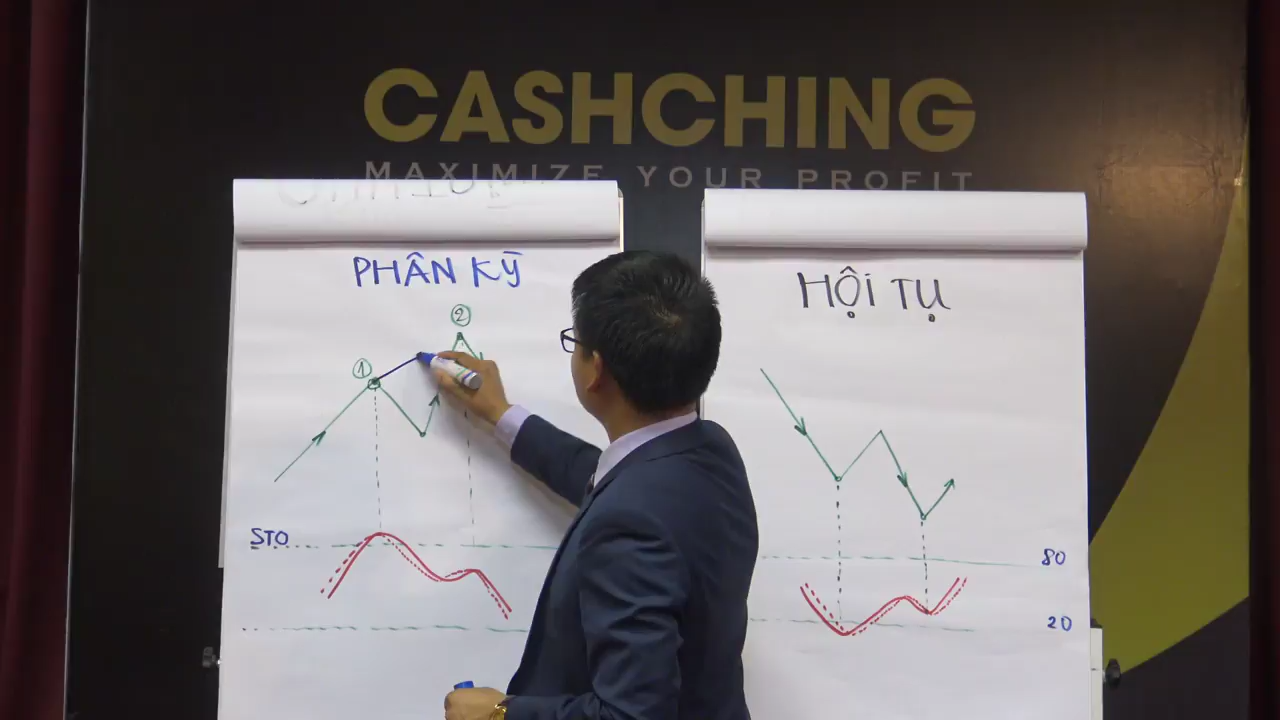 CASHCHING
MAXIMIZE YOUR PROFIT
PHÂN KỲ
②
①
STO
HỘI TỤ
80
20